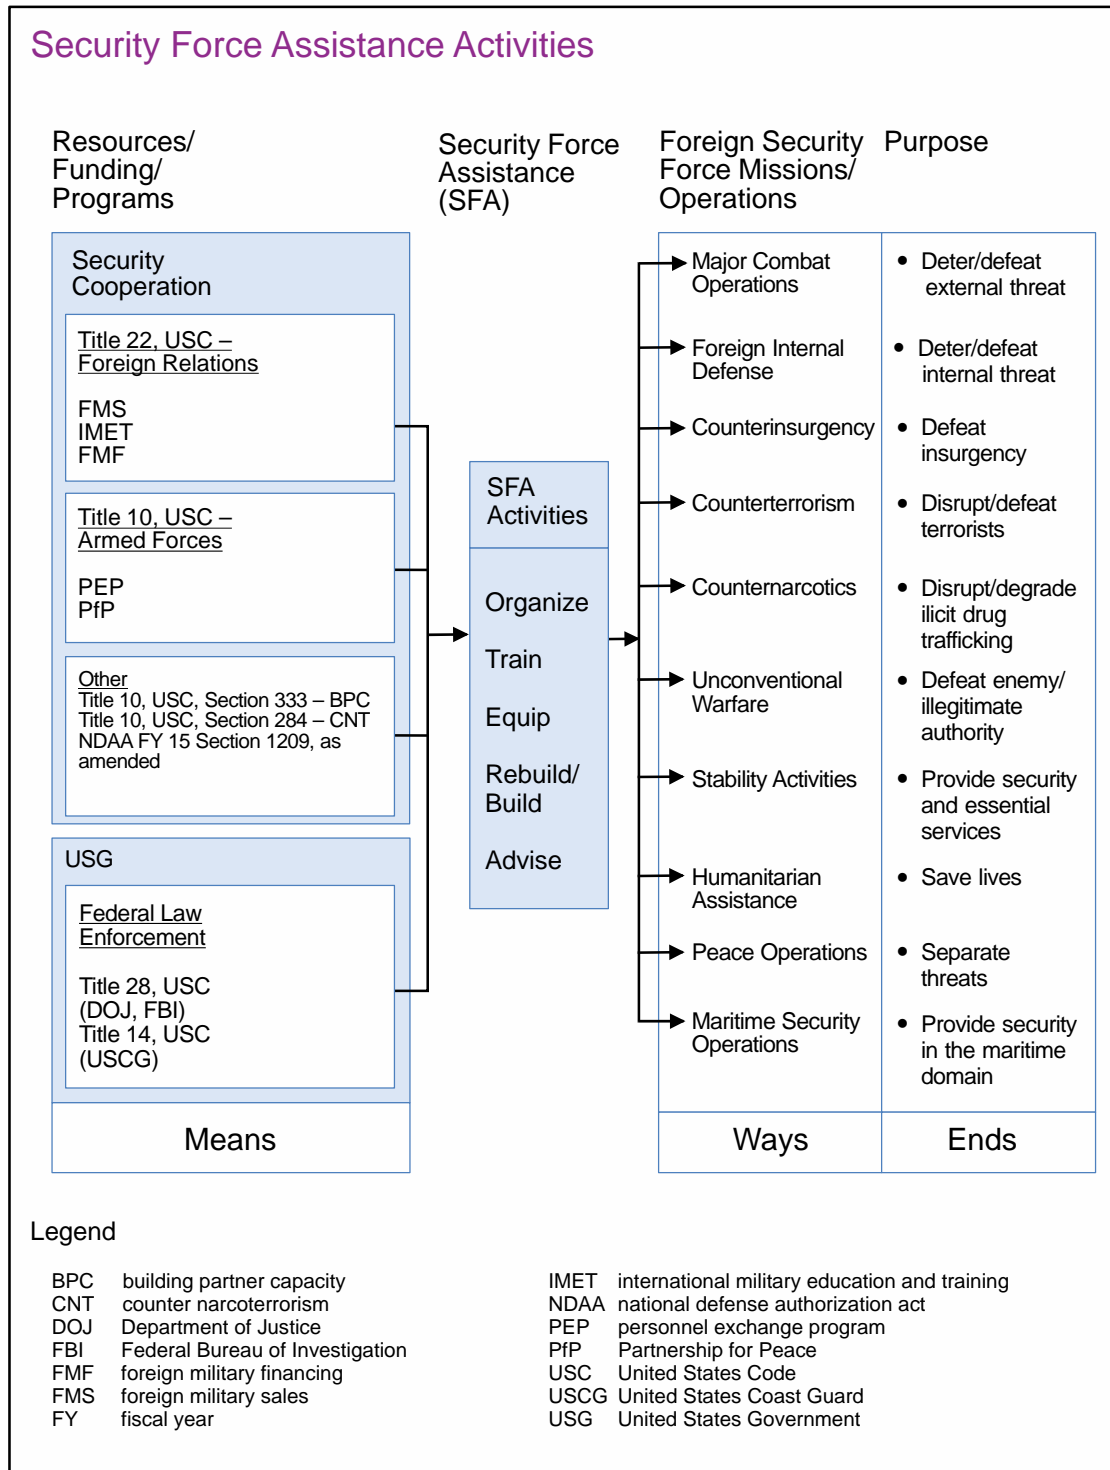 Security Force Assistance Activities
Resources/
Funding/
Programs
Security Force
Assistance
(SFA)
Foreign Security
Force Missions/
Operations
Purpose
Security
Cooperation
Title 22, USC –
Foreign Relations
FMS
IMET
FMF
Title 10, USC –
Armed Forces
PEP
PfP
Other
Title 10, USC, Section 333 – BPC
Title 10, USC, Section 284 – CNT
NDAA FY 15 Section 1209, as
amended
USG
Federal Law
Enforcement
Title 28, USC
(DOJ, FBI)
Title 14, USC
(USCG)
Means
SFA
Activities
Organize
Train
Equip
Rebuild/
Build
Advise
Major Combat
Operations
• Deter/defeat
external threat
Foreign Internal
Defense
• Deter/defeat
internal threat
Counterinsurgency
• Defeat
insurgency
Counterterrorism
• Disrupt/defeat
terrorists
Counternarcotics
• Disrupt/degrade
ilicit drug
trafficking
Unconventional
Warfare
• Defeat enemy/
illegitimate
authority
Stability Activities
• Provide security
and essential
services
Humanitarian
Assistance
• Save lives
Peace Operations
• Separate
threats
Maritime Security
Operations
• Provide security
in the maritime
domain
Ways
Ends
Legend
BPC building partner capacity
CNT counter narcoterrorism
DOJ Department of Justice
FBI Federal Bureau of Investigation
FMF foreign military financing
FMS foreign military sales
FY fiscal year
IMET international military education and training
NDAA national defense authorization act
PEP personnel exchange program
PfP Partnership for Peace
USC United States Code
USCG United States Coast Guard
USG United States Government